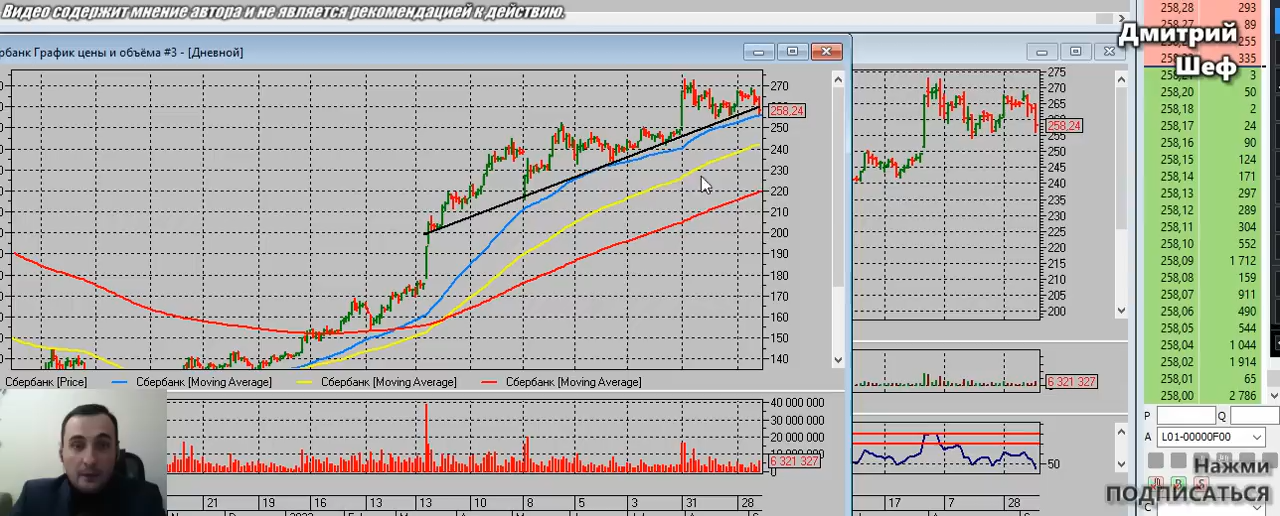 Видео содержит мнение автора и не является рекомендацией к действию.
рбанк График цены и объёма #3 - [Дневной]
270
258,24
250
240
230
220
210
200
190
180
170
160
150
140
Сбербанк [Price]
Сбербанк [Moving Average]
Сбербанк [Moving Average]
Сбербанк [Moving Average]
40 000 000
30 000 000
20 000 000
10 000 000
6 321 327
21
19
16
13
13
8
5
3
31
28
275
270
265
260
258,24
255
250
245
240
235
230
225
220
215
210
205
200
6 321 327
50
17
7
28
258,28 293
258,27 89
255
335
Дмитрий
Шеф
3
258,20 50
258,18 2
258,17 24
258,16 90
258,15 124
258,14 171
258,13 297
258,12 289
258,11 304
258,10 552
258,09 1 712
258,08 159
258,07 911
258,06 490
258,05 544
258,04 1 044
258,02 1 914
258,01 65
258,00 2 786
P
Q
A L01-00000F00
Нажми
ПОДПИСАТЬСЯ